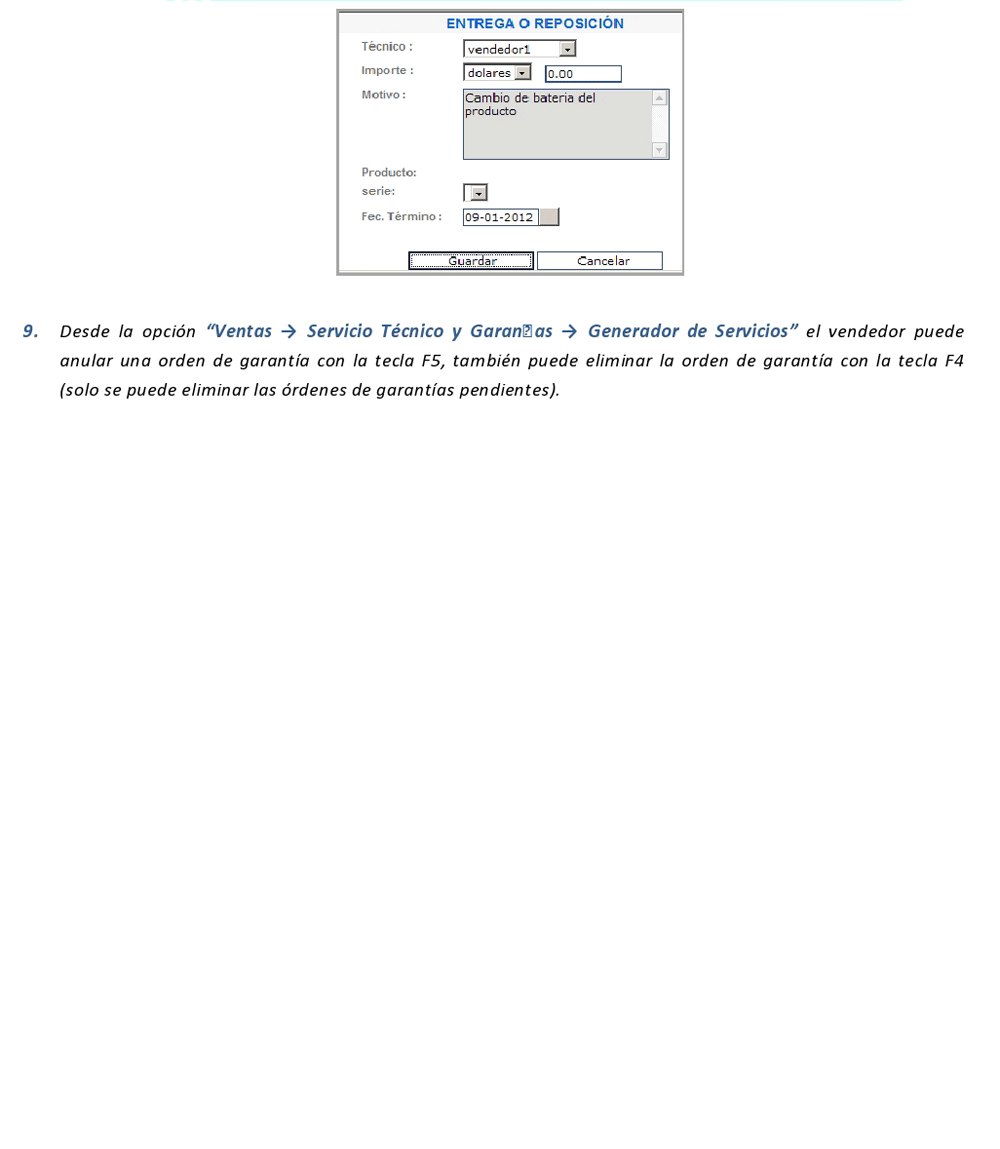 ENTREGA O REPOSICIÓN
Técnico : vendedor1
Importe : dolares 0.00
Motivo : Cambio de bateria del
producto
Producto:
serie:
Fec. Término : 09-01-2012
Guardar Cancelar
9. Desde la opción “Ventas → Servicio Técnico y Garan�as → Generador de Servicios” el vendedor puede
anular una orden de garantía con la tecla F5, también puede eliminar la orden de garantía con la tecla F4
(solo se puede eliminar las órdenes de garantías pendientes).